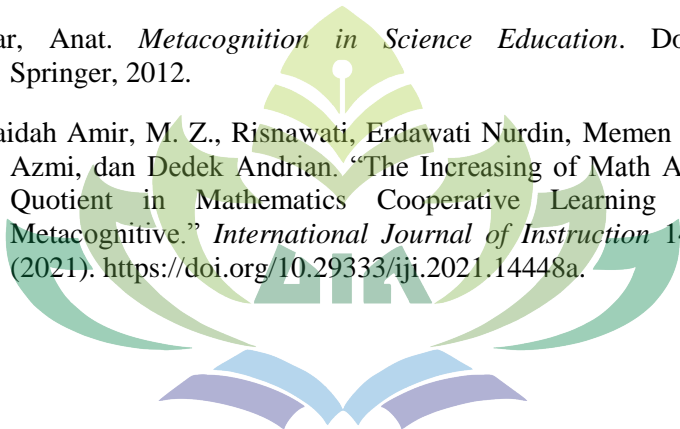 ar, Anat. Metacognition in Science Education. Do
Springer, 2012.
aidah Amir, M. Z., Risnawati, Erdawati Nurdin, Memen
Azmi, dan Dedek Andrian. “The Increasing of Math A
Quotient in Mathematics Cooperative Learning
Metacognitive.” International Journal of Instruction 1
(2021). https://doi.org/10.29333/iji.2021.14448a.